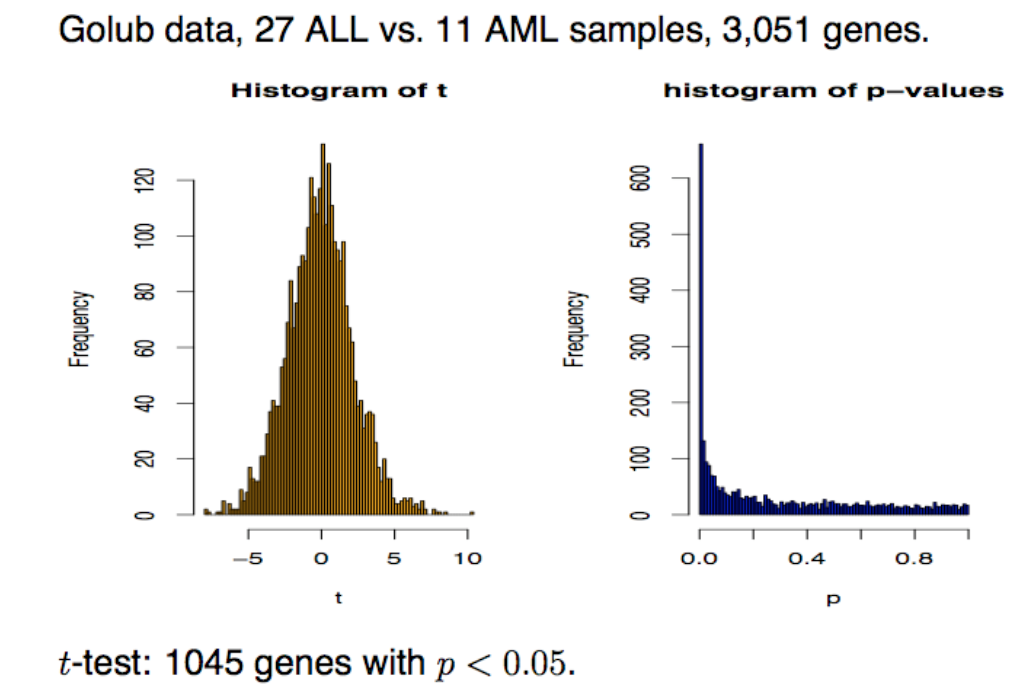 Golub data, 27 ALL vs. 11 AML samples, 3,051 genes.
Histogram of t
Frequency
0 20 40 60 80 100 120
−5 0 5 10
t
histogram of p−values
Frequency
0 100 200 300 400 500 600
0.0 0.4 0.8
p
t-test: 1045 genes with p < 0.05.